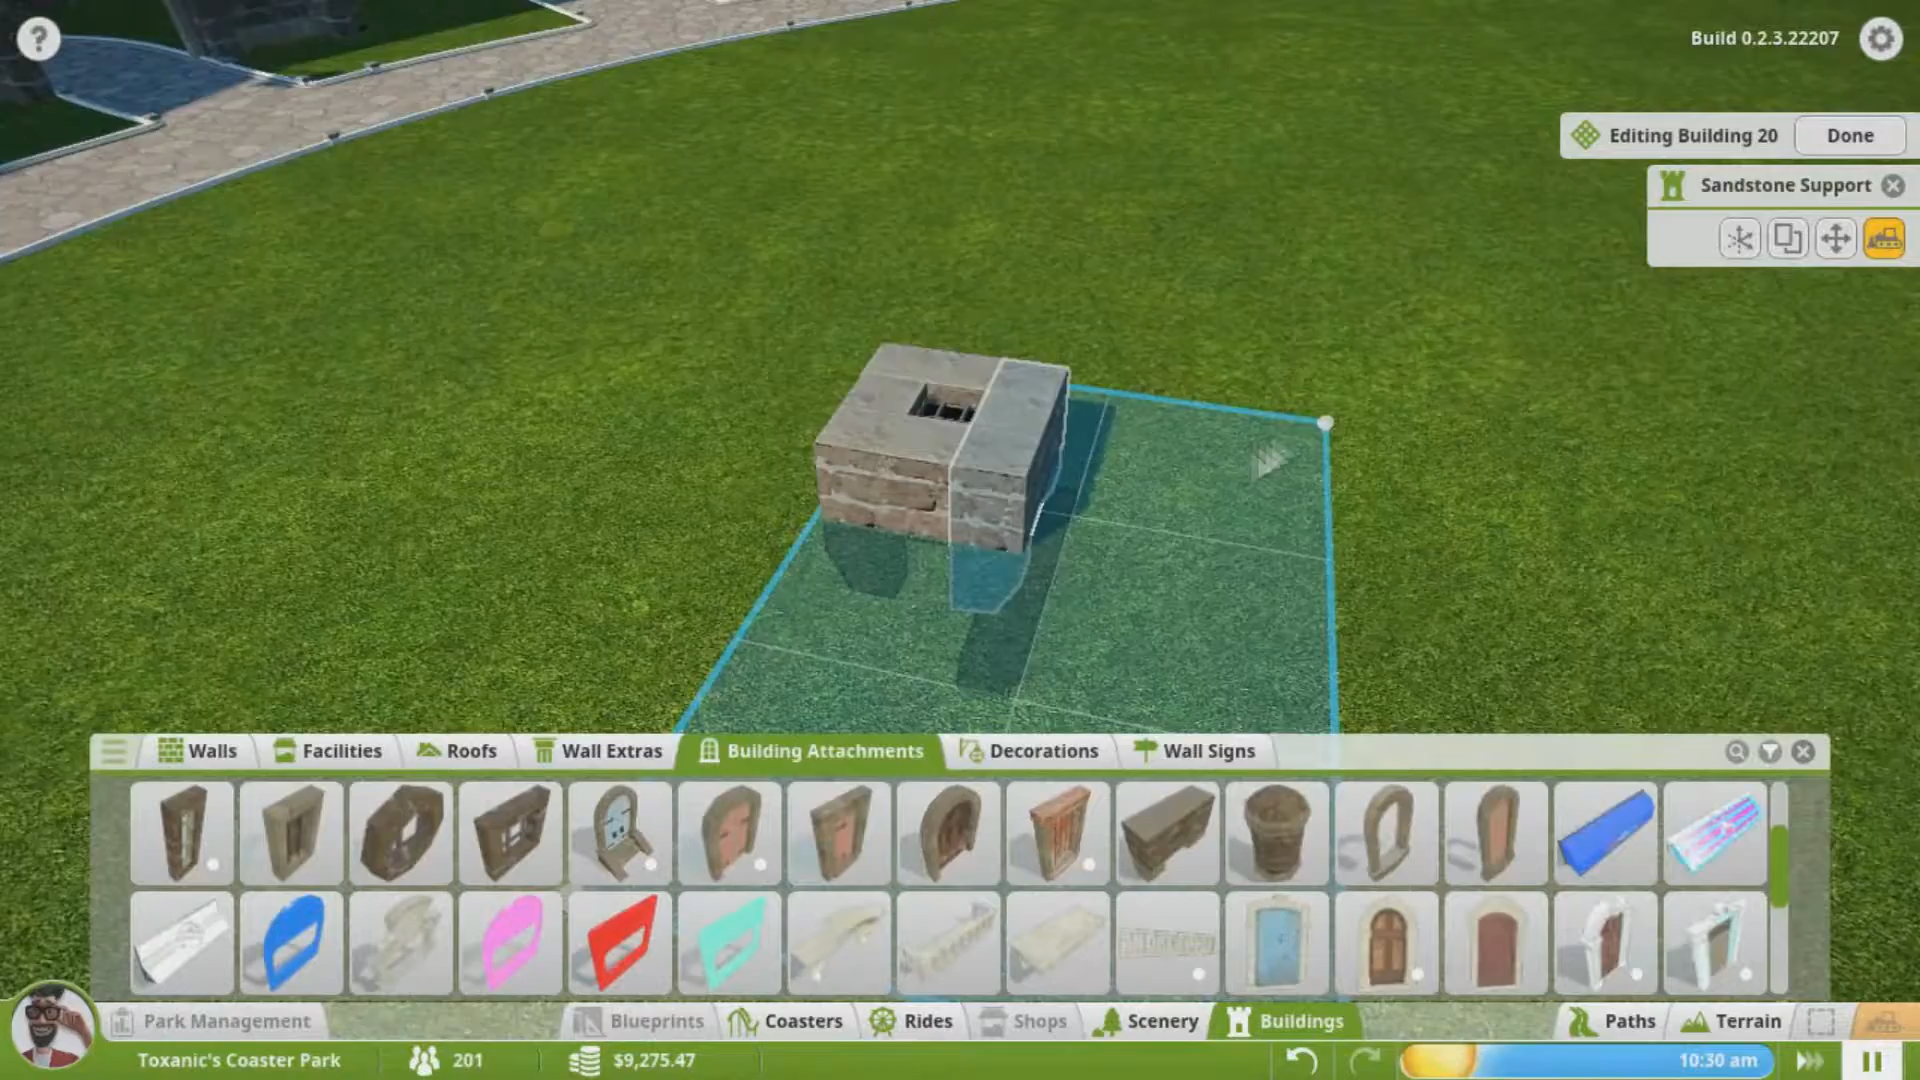 ?
Build 0.2.3.22207
Editing Building 20 Done
Sandstone Support
Walls Facilities Roofs Wall Extras Building Attachments Decorations Wall Signs
Park Management Blueprints Coasters Rides Shops Scenery Buildings Paths Terrain
Toxanic's Coaster Park 201 $9,275.47 10:30 am